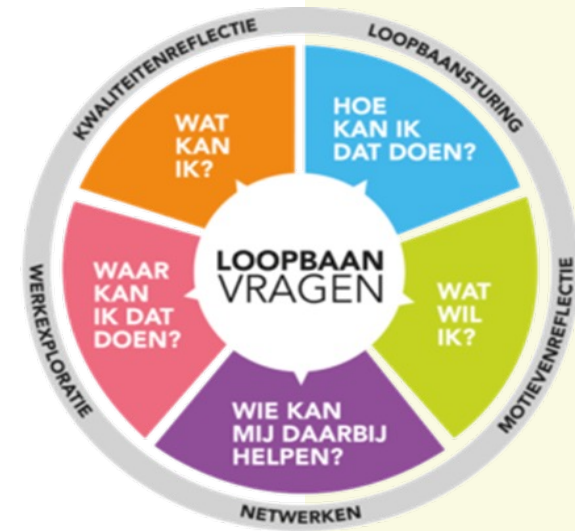 KWALITEITENREFLECTIE
LOOPBAANSTURING
WAT
KAN
IK?
HOE
KAN IK
DAT DOEN?
WAAR
KAN
IK DAT
DOEN?
LOOPBAAN
VRAGEN
WAT
WIL
IK?
WIE KAN
MIJ DAARBIJ
HELPEN?
WERKEXPLORATIE
MOTIEVENREFLECTIE
NETWERKEN